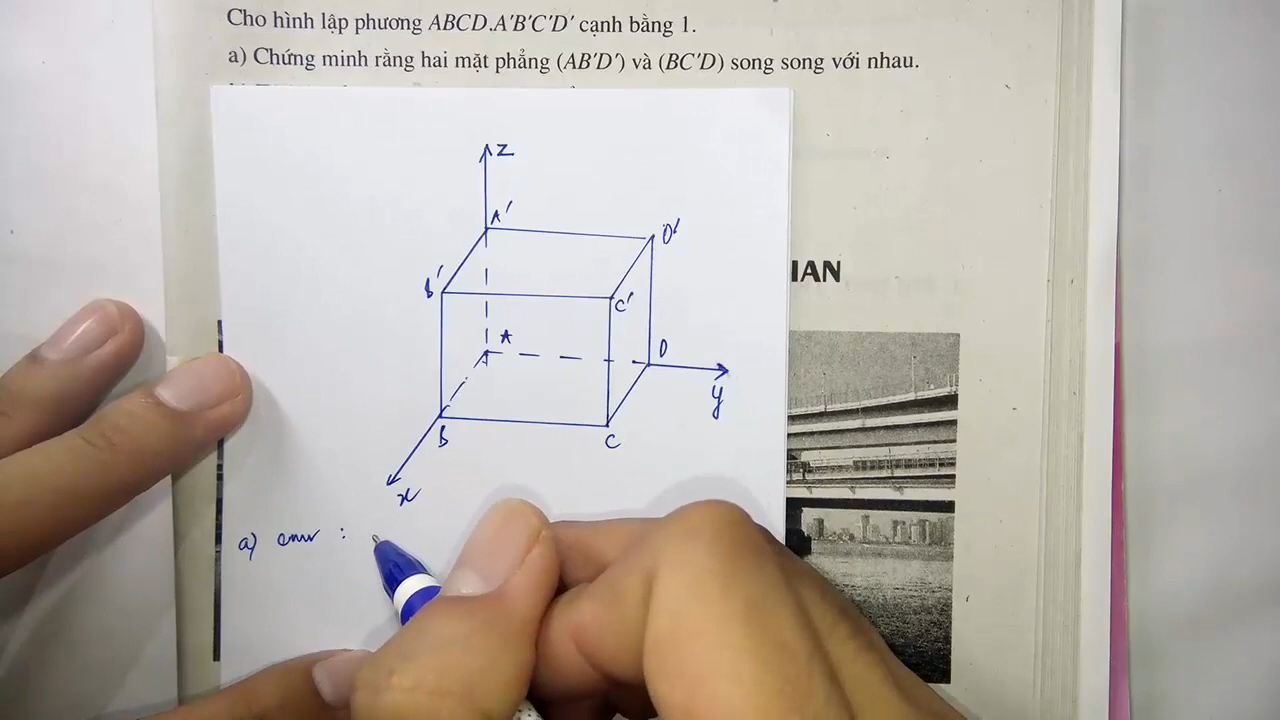 Cho hình lập phương ABCD.A'B'C'D' cạnh bằng 1.
a) Chứng minh rằng hai mặt phẳng (AB'D') và (BC'D) song song với nhau.
z
A'
D'
B'
C'
IAN
A
D
y
B
C
x
a) cmr :